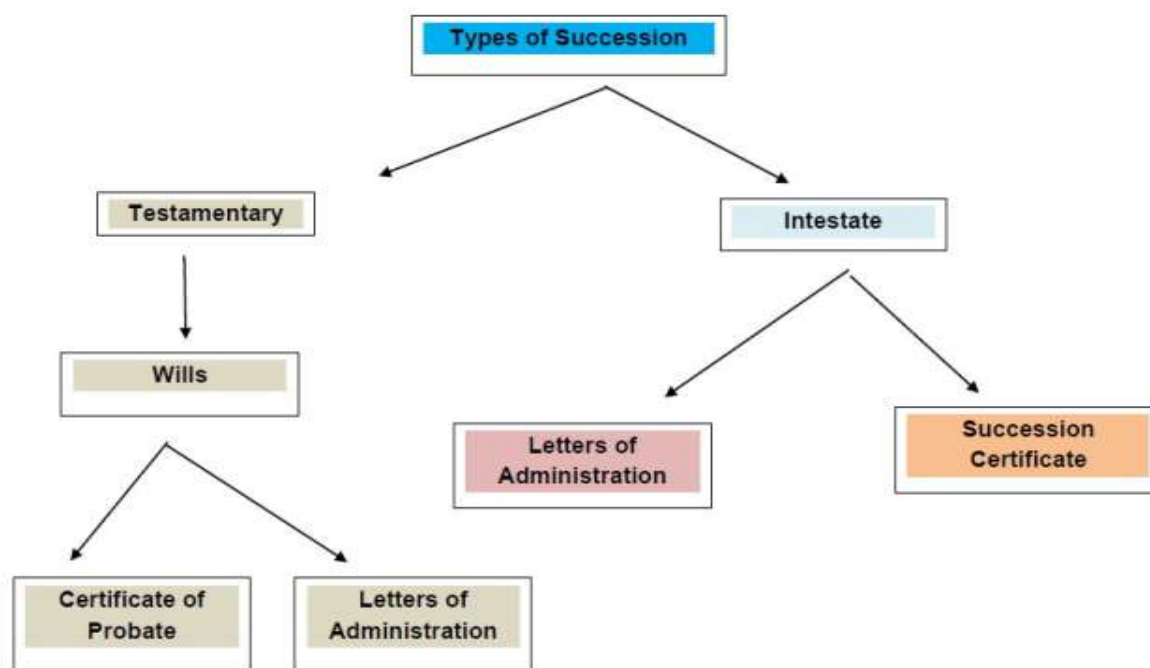 Types of Succession
Testamentary
Intestate
Wills
Letters of
Administration
Succession
Certificate
Certificate of
Probate
Letters of
Administration